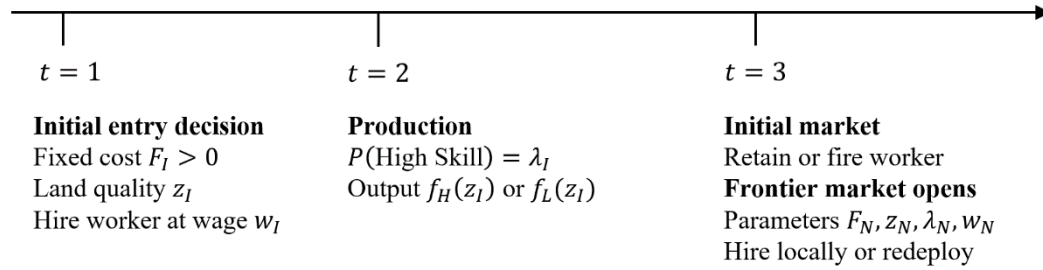 t = 1
Initial entry decision
Fixed cost F_I > 0
Land quality z_I
Hire worker at wage w_I
t = 2
Production
P(High Skill) = λ_I
Output f_H(z_I) or f_L(z_I)
t = 3
Initial market
Retain or fire worker
Frontier market opens
Parameters F_N, z_N, λ_N, w_N
Hire locally or redeploy